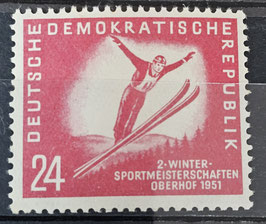 DEUTSCHE
DEMOKRATISCHE
REPUBLIK
24
2-WINTER-
SPORTMEISTERSCHAFTEN
OBERHOF 1951